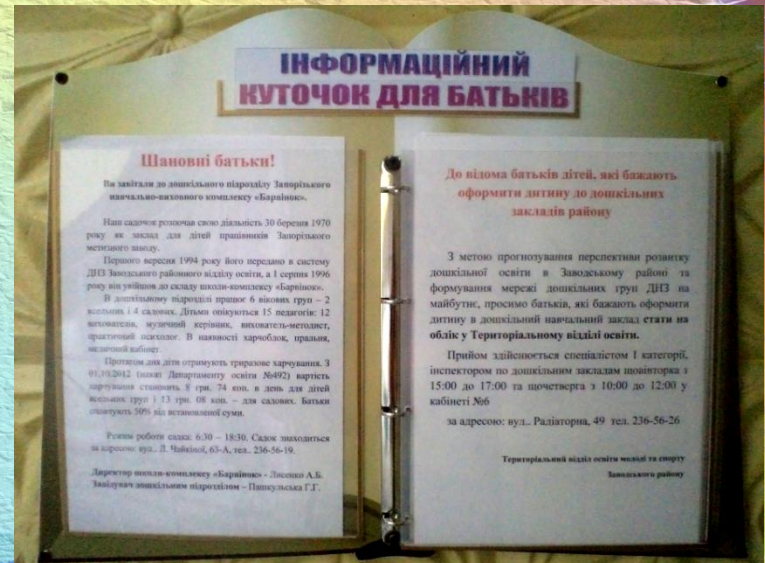 ІНФОРМАЦІЙНИЙ
КУТОЧОК ДЛЯ БАТЬКІВ
Шановні батьки!
Ви завітали до дошкільного підрозділу Запорізького
навчально-виховного комплексу «Барвінок».
Наш садочок розпочав свою діяльність 30 березня 1970
року як заклад для дітей працівників Запорізького
метизного заводу.
Першого вересня 1994 року його передано в систему
ДНЗ Заводського районного відділу освіти, а 1 серпня 1996
року він увійшов до складу школи-комплексу «Барвінок».
В дошкільному підрозділі працює 6 вікових груп – 2
ясельних і 4 садових. Дітьми опікуються 15 педагогів: 12
вихователів, музичний керівник, вихователь-методист,
практичний психолог. В наявності харчоблок, пральня,
медичний кабінет.
Протягом дня діти отримують триразове харчування. З
01.10.2012 (наказ Департаменту освіти №492) вартість
харчування становить 8 грн. 74 коп. в день для дітей
ясельних груп і 13 грн. 08 коп. – для садових. Батьки
сплачують 50% від встановленої суми.
Режим роботи садка: 6:30 – 18:30. Садок знаходиться
за адресою: вул.. Л. Чайкіної, 63-А, тел.. 236-56-19.
Директор школи-комплексу «Барвінок» - Лисенко А.Б.
Завідувач дошкільним підрозділом – Пашкульська Г.Г.
До відома батьків дітей, які бажають
оформити дитину до дошкільних
закладів району
З метою прогнозування перспективи розвитку
дошкільної освіти в Заводському районі та
формування мережі дошкільних груп ДНЗ на
майбутнє, просимо батьків, які бажають оформити
дитину в дошкільний навчальний заклад стати на
облік у Територіальному відділі освіти.
Прийом здійснюється спеціалістом І категорії,
інспектором по дошкільним закладам щовівторка з
15:00 до 17:00 та щочетверга з 10:00 до 12:00 у
кабінеті №6
за адресою: вул.. Радіаторна, 49 тел. 236-56-26
Територіальний відділ освіти молоді та спорту
Заводського району